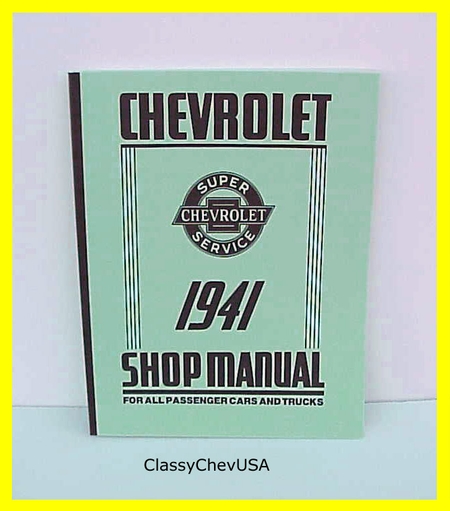 CHEVROLET
SUPER
CHEVROLET
SERVICE
1941
SHOP MANUAL
FOR ALL PASSENGER CARS AND TRUCKS
ClassyChevUSA